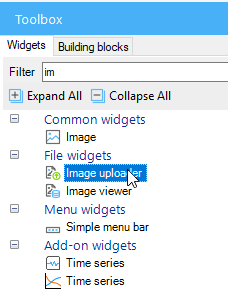 Toolbox
Widgets Building blocks
Filter im
Expand All Collapse All
Common widgets
Image
File widgets
Image uploader
Image viewer
Menu widgets
Simple menu bar
Add-on widgets
Time series
Time series